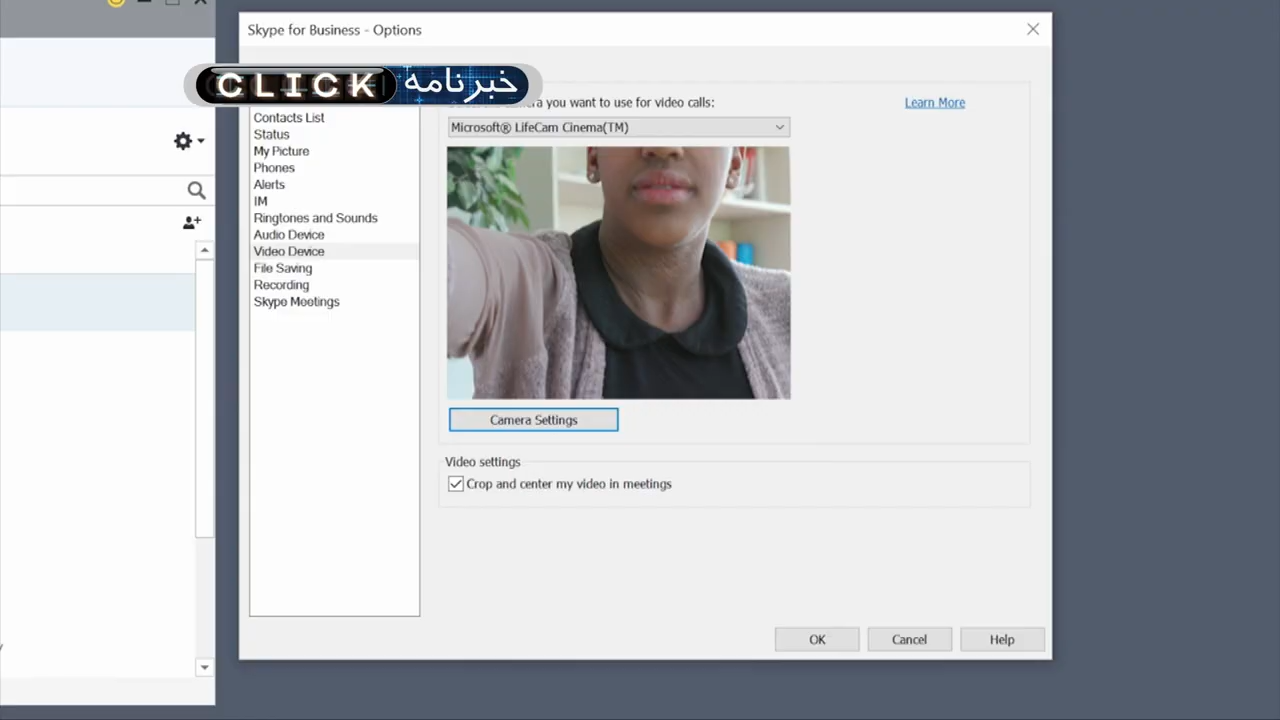 Skype for Business - Options
CLICK خبرنامه
you want to use for video calls:
Learn More
Microsoft® LifeCam Cinema(TM)
Contacts List
Status
My Picture
Phones
Alerts
IM
Ringtones and Sounds
Audio Device
Video Device
File Saving
Recording
Skype Meetings
Camera Settings
Video settings
Crop and center my video in meetings
OK
Cancel
Help